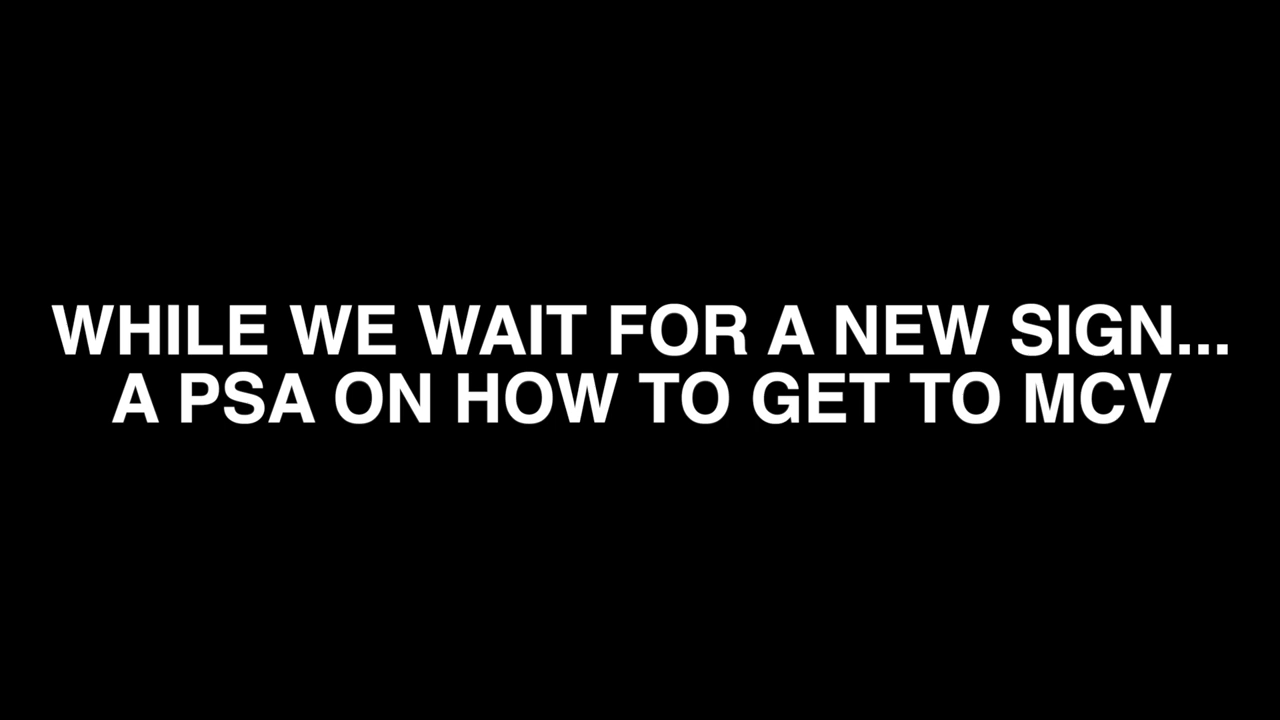 WHILE WE WAIT FOR A NEW SIGN...
A PSA ON HOW TO GET TO MCV